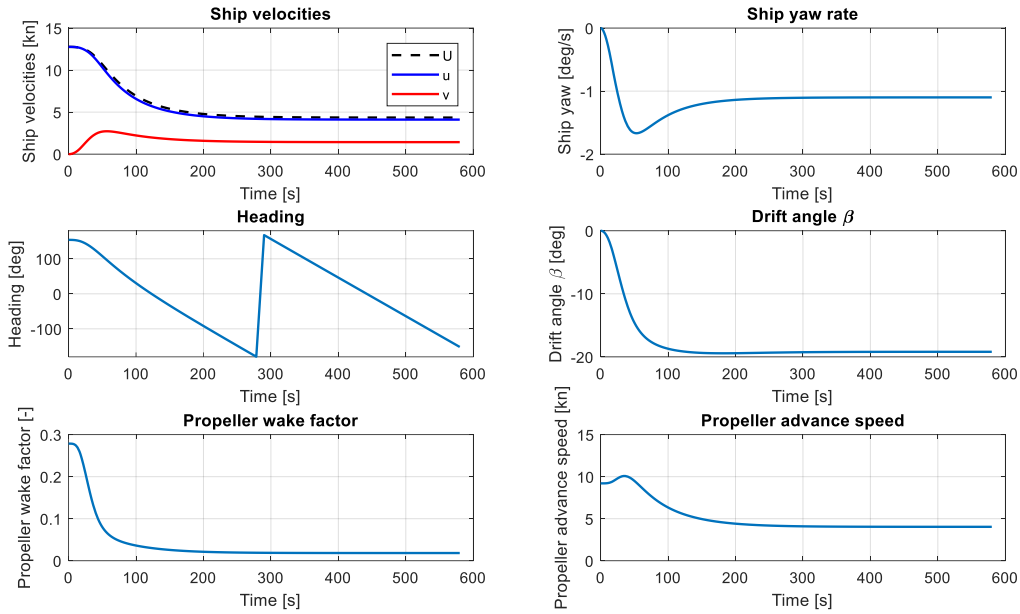 Ship velocities
Ship velocities [kn]
15
10
5
0
U
u
v
0 100 200 300 400 500 600
Time [s]
Ship yaw rate
Ship yaw [deg/s]
0
-1
-2
0 100 200 300 400 500 600
Time [s]
Heading
Heading [deg]
100
0
-100
0 100 200 300 400 500 600
Time [s]
Drift angle β
Drift angle β [deg]
0
-10
-20
0 100 200 300 400 500 600
Time [s]
Propeller wake factor
Propeller wake factor [-]
0.3
0.2
0.1
0
0 100 200 300 400 500 600
Time [s]
Propeller advance speed
Propeller advance speed [kn]
15
10
5
0
0 100 200 300 400 500 600
Time [s]